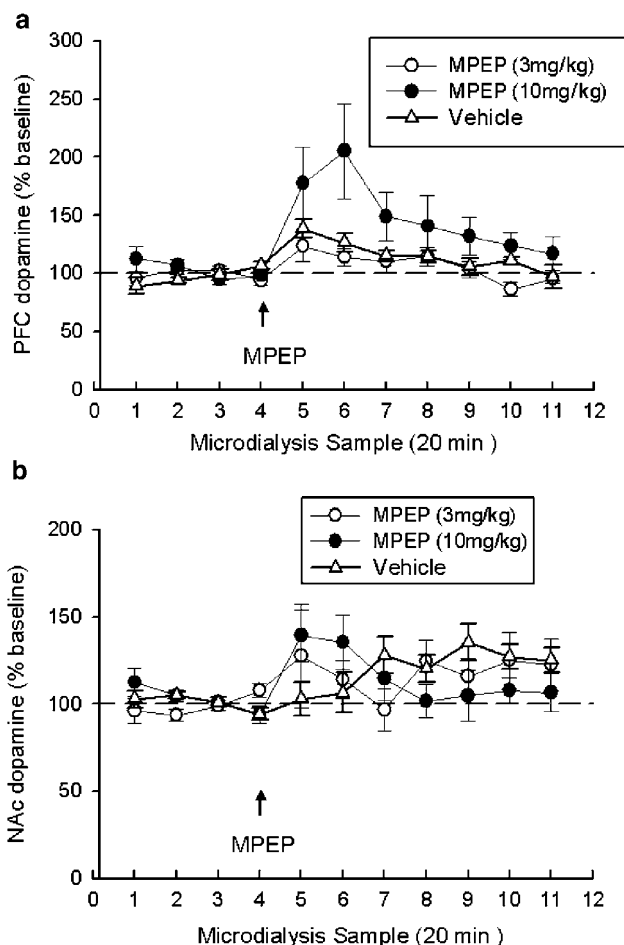 a
300
250
200
150
100
50
0
PFC dopamine (% baseline)
MPEP (3mg/kg)
MPEP (10mg/kg)
Vehicle
MPEP
0 1 2 3 4 5 6 7 8 9 10 11 12
Microdialysis Sample (20 min )
b
200
150
100
50
0
NAc dopamine (% baseline)
MPEP (3mg/kg)
MPEP (10mg/kg)
Vehicle
MPEP
0 1 2 3 4 5 6 7 8 9 10 11 12
Microdialysis Sample (20 min )